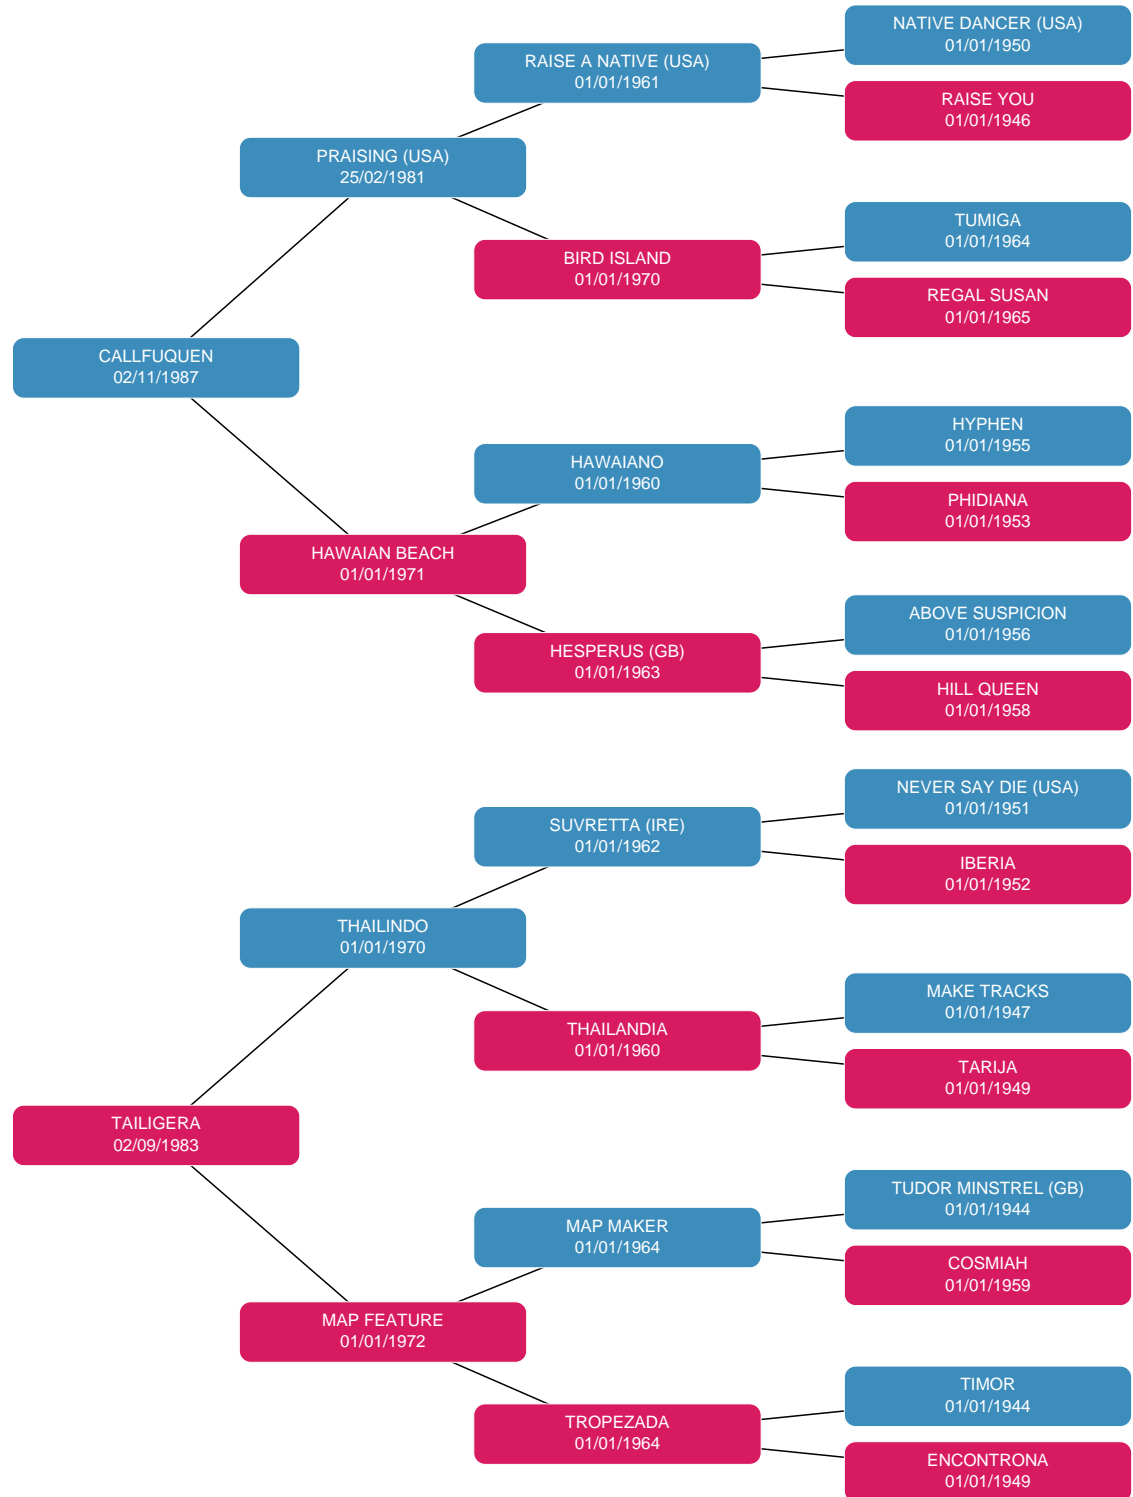 NATIVE DANCER (USA)
01/01/1950
RAISE A NATIVE (USA)
01/01/1961
RAISE YOU
01/01/1946
PRAISING (USA)
25/02/1981
TUMIGA
01/01/1964
BIRD ISLAND
01/01/1970
REGAL SUSAN
01/01/1965
CALLFUQUEN
02/11/1987
HYPHEN
01/01/1955
HAWAIANO
01/01/1960
PHIDIANA
01/01/1953
HAWAIAN BEACH
01/01/1971
ABOVE SUSPICION
01/01/1956
HESPERUS (GB)
01/01/1963
HILL QUEEN
01/01/1958
NEVER SAY DIE (USA)
01/01/1951
SUVRETTA (IRE)
01/01/1962
IBERIA
01/01/1952
THAILINDO
01/01/1970
MAKE TRACKS
01/01/1947
THAILANDIA
01/01/1960
TARIJA
01/01/1949
TAILIGERA
02/09/1983
TUDOR MINSTREL (GB)
01/01/1944
MAP MAKER
01/01/1964
COSMIAH
01/01/1959
MAP FEATURE
01/01/1972
TIMOR
01/01/1944
TROPEZADA
01/01/1964
ENCONTRONA
01/01/1949